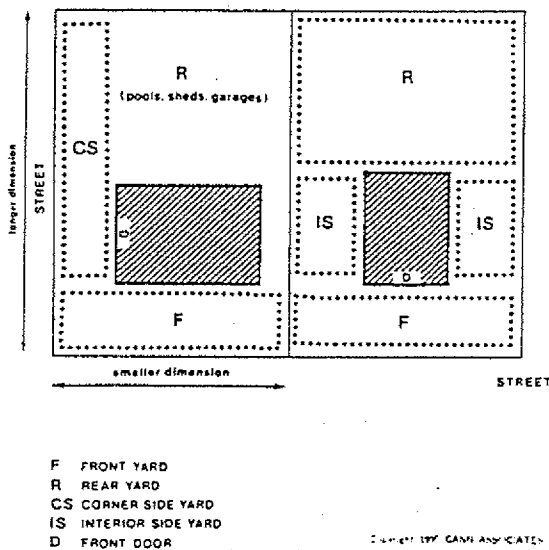 R
R
(pools, sheds, garages)
CS
longer dimension
STREET
IS
IS
D
D
F
F
smaller dimension
STREET
F FRONT YARD
R REAR YARD
CS CORNER SIDE YARD
IS INTERIOR SIDE YARD
D FRONT DOOR